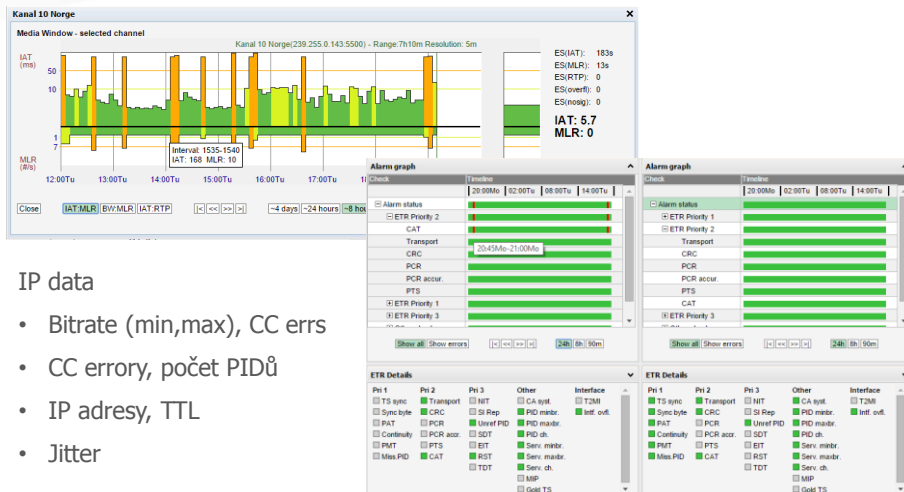 Kanal 10 Norge
Media Window - selected channel
Kanal 10 Norge(239.255.0.143:5500) - Range:7h10m Resolution: 5m
IAT
(ms)
50
10
1
7
MLR
(#/s)
Interval: 1535-1540
IAT: 168 MLR: 10
12:00Tu 13:00Tu 14:00Tu 15:00Tu 16:00Tu 17:00Tu
ES(IAT): 183s
ES(MLR): 13s
ES(RTP): 0
ES(overfl): 0
ES(nosig): 0
IAT: 5.7
MLR: 0
Close IAT:MLR BW:MLR IAT:RTP |< << >> >| ~4 days ~24 hours ~8 hou
IP data
• Bitrate (min,max), CC errs
• CC errory, počet PIDů
• IP adresy, TTL
• Jitter
Alarm graph
Check Timeline
20:00Mo 02:00Tu 08:00Tu 14:00Tu
Alarm status
ETR Priority 2
CAT
Transport
20:45Mo-21:00Mo
CRC
PCR
PCR accur.
PTS
ETR Priority 1
ETR Priority 3
Show all Show errors |< << >> >| 24h 8h 90m
ETR Details
Pri 1 Pri 2 Pri 3 Other Interface
TS sync Transport NIT CA syst. T2MI
Sync byte CRC SI Rep PID minbr. Intf. ovfl.
PAT PCR Unref PID PID maxbr.
Continuity PCR accr. SDT PID ch.
PMT PTS EIT Serv. minbr.
Miss.PID CAT RST Serv. maxbr.
TDT Serv. ch.
MIP
Gold TS
Alarm graph
Check Timeline
20:00Mo 02:00Tu 08:00Tu 14:00Tu
Alarm status
ETR Priority 1
ETR Priority 2
Transport
CRC
PCR
PCR accur.
PTS
CAT
ETR Priority 3
Show all Show errors |< << >> >| 24h 8h 90m
ETR Details
Pri 1 Pri 2 Pri 3 Other Interface
TS sync Transport NIT CA syst. T2MI
Sync byte CRC SI Rep PID minbr. Intf. ovfl.
PAT PCR Unref PID PID maxbr.
Continuity PCR accr. SDT PID ch.
PMT PTS EIT Serv. minbr.
Miss.PID CAT RST Serv. maxbr.
TDT Serv. ch.
MIP
Gold TS